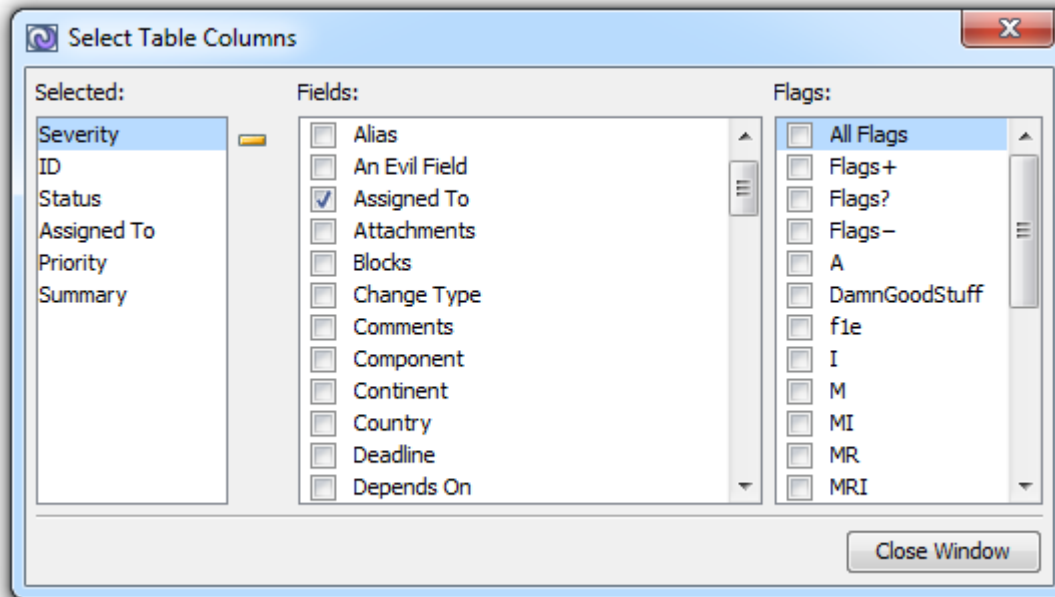 Select Table Columns
Selected:
Severity
ID
Status
Assigned To
Priority
Summary
Fields:
Alias
An Evil Field
Assigned To
Attachments
Blocks
Change Type
Comments
Component
Continent
Country
Deadline
Depends On
Flags:
All Flags
Flags+
Flags?
Flags−
A
DamnGoodStuff
f1e
I
M
MI
MR
MRI
Close Window